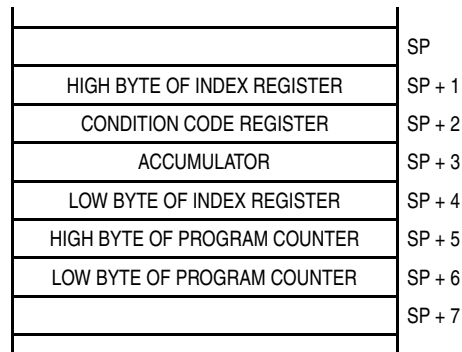 SP
HIGH BYTE OF INDEX REGISTER SP + 1
CONDITION CODE REGISTER SP + 2
ACCUMULATOR SP + 3
LOW BYTE OF INDEX REGISTER SP + 4
HIGH BYTE OF PROGRAM COUNTER SP + 5
LOW BYTE OF PROGRAM COUNTER SP + 6
SP + 7